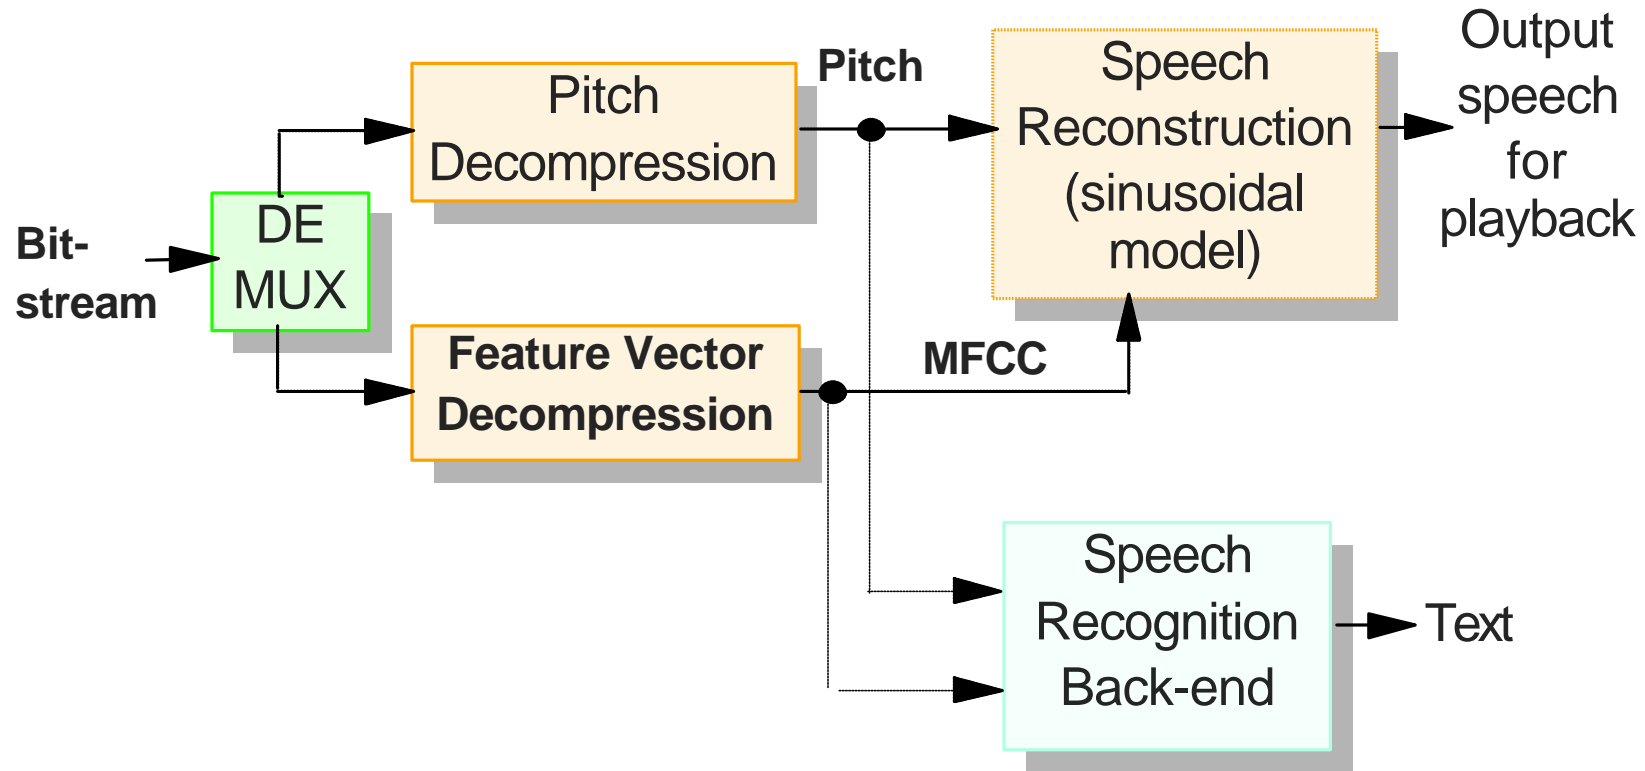 Bit-
stream
DE
MUX
Pitch
Decompression
Pitch
Feature Vector
Decompression
MFCC
Speech
Reconstruction
(sinusoidal
model)
Output
speech
for
playback
Speech
Recognition
Back-end
Text